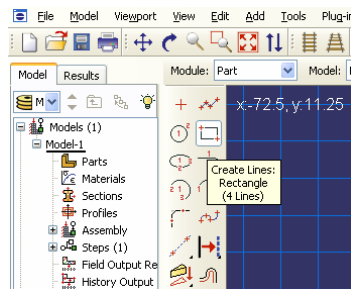 File Model Viewport View Edit Add Tools Plug-i
Model Results
Module: Part Model:
M
x:-72.5, y:11.25
Models (1)
Model-1
Parts
Materials
Sections
Profiles
Assembly
Steps (1)
Field Output Re
History Output
Create Lines:
Rectangle
(4 Lines)